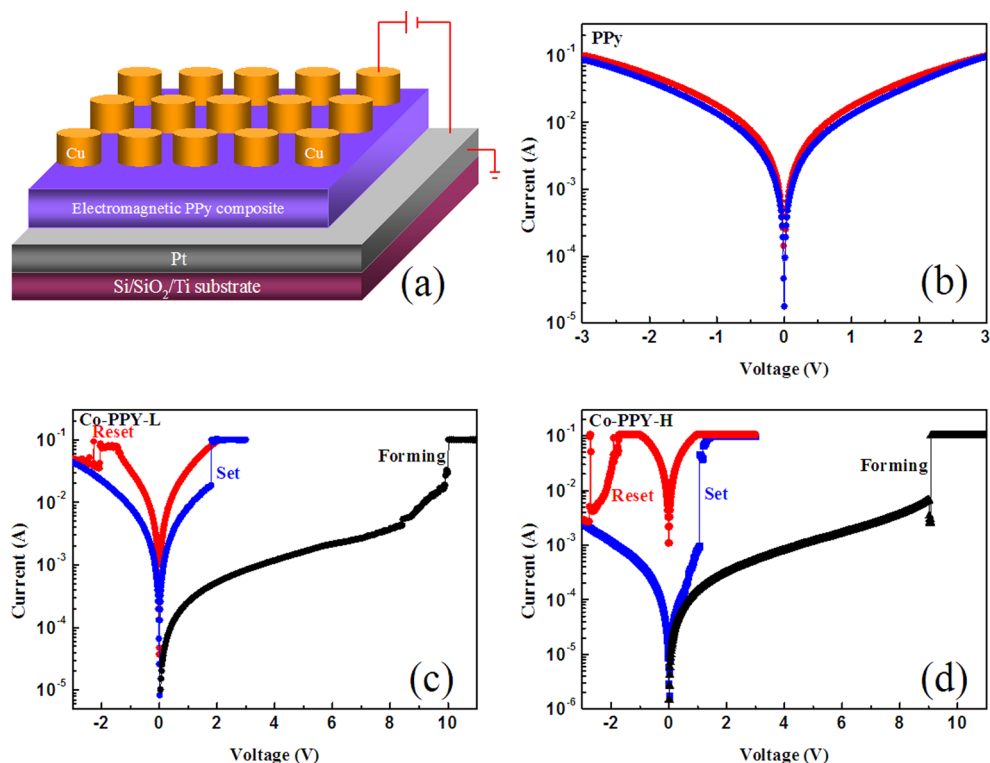 Cu
Cu
Electromagnetic PPy composite
Pt
Si/SiO2/Ti substrate
(a)
PPy
10^-1
10^-2
10^-3
10^-4
10^-5
Current (A)
-3
-2
-1
0
1
2
3
Voltage (V)
(b)
Co-PPY-L
Reset
Forming
Set
10^-1
10^-2
10^-3
10^-4
10^-5
Current (A)
-2
0
2
4
6
8
10
Voltage (V)
(c)
Co-PPY-H
Forming
Set
Reset
10^-1
10^-2
10^-3
10^-4
10^-5
10^-6
Current (A)
-2
0
2
4
6
8
10
Voltage (V)
(d)